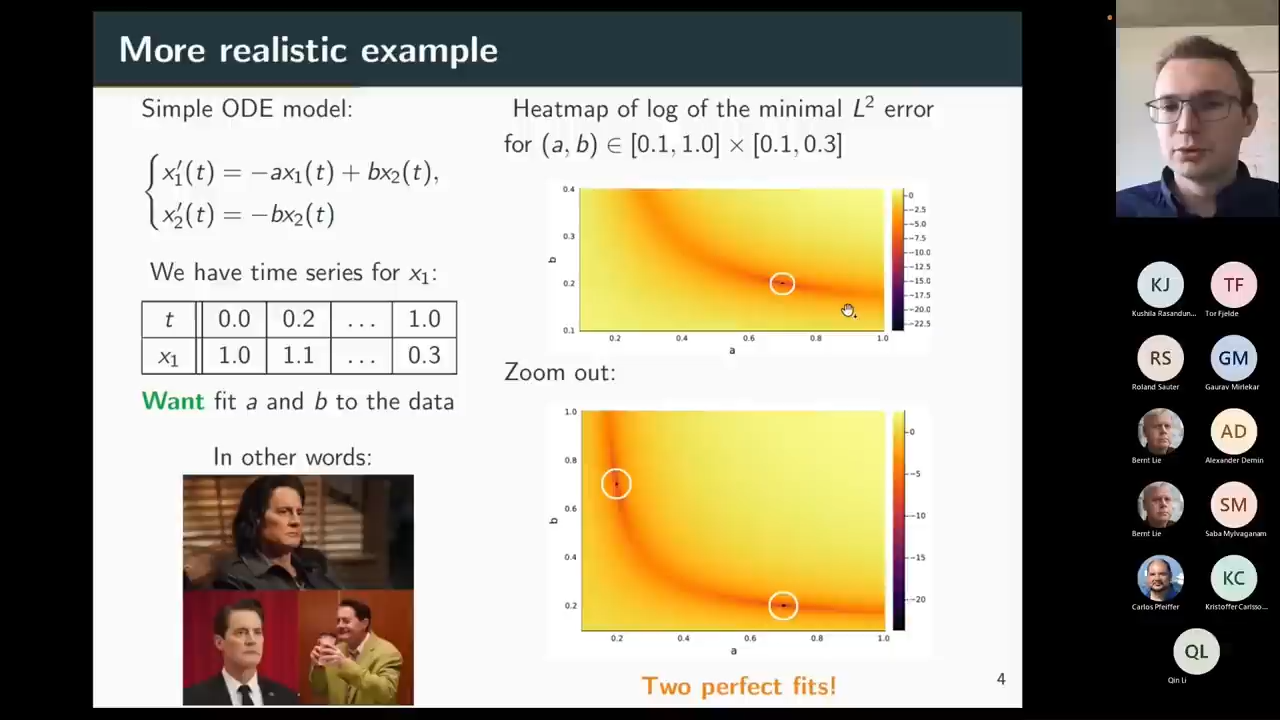 More realistic example
Simple ODE model:
x₁′(t) = −ax₁(t) + bx₂(t),
x₂′(t) = −bx₂(t)
We have time series for x₁:
t 0.0 0.2 ... 1.0
x₁ 1.0 1.1 ... 0.3
Want fit a and b to the data
In other words:
Heatmap of log of the minimal L² error
for (a, b) ∈ [0.1, 1.0] × [0.1, 0.3]
0.4
0.3
0.2
0.1
b
0.2 0.4 0.6 0.8 1.0
a
0
−2.5
−5.0
−7.5
−10.0
−12.5
−15.0
−17.5
−20.0
−22.5
Zoom out:
1.0
0.8
0.6
0.4
0.2
b
0.2 0.4 0.6 0.8 1.0
a
0
−5
−10
−15
−20
Two perfect fits!
4
KJ TF
Kushila Rasandun... Tor Fjelde
RS GM
Roland Sauter Gaurav Mirlekar
AD
Bernt Lie Alexander Demin
SM
Bernt Lie Saba Mylvaganam
KC
Carlos Pfeiffer Kristoffer Carlsso...
QL
Qin Li